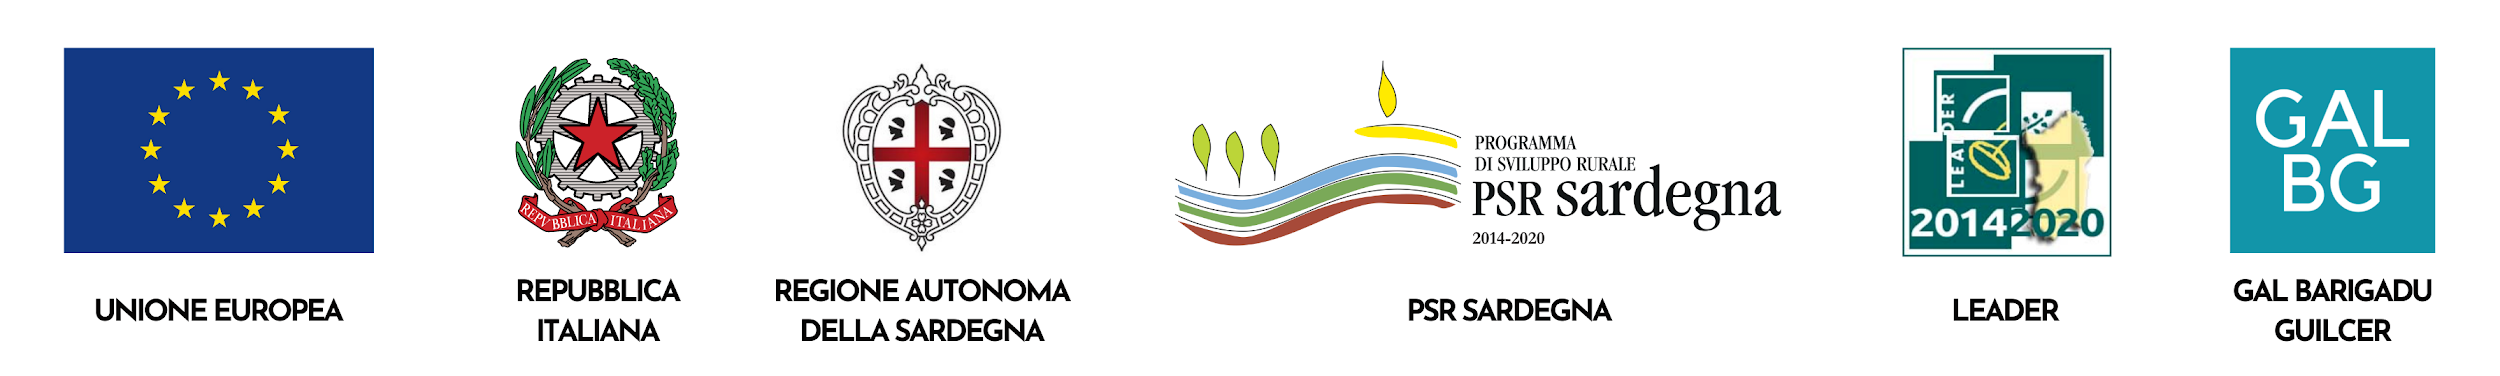 UNIONE EUROPEA
REPVBBLICA ITALIANA
REPUBBLICA
ITALIANA
REGIONE AUTONOMA
DELLA SARDEGNA
PROGRAMMA
DI SVILUPPO RURALE
PSR sardegna
2014-2020
PSR SARDEGNA
LEADER
LEADER
20142020
LEADER
GAL
BG
GAL BARIGADU
GUILCER